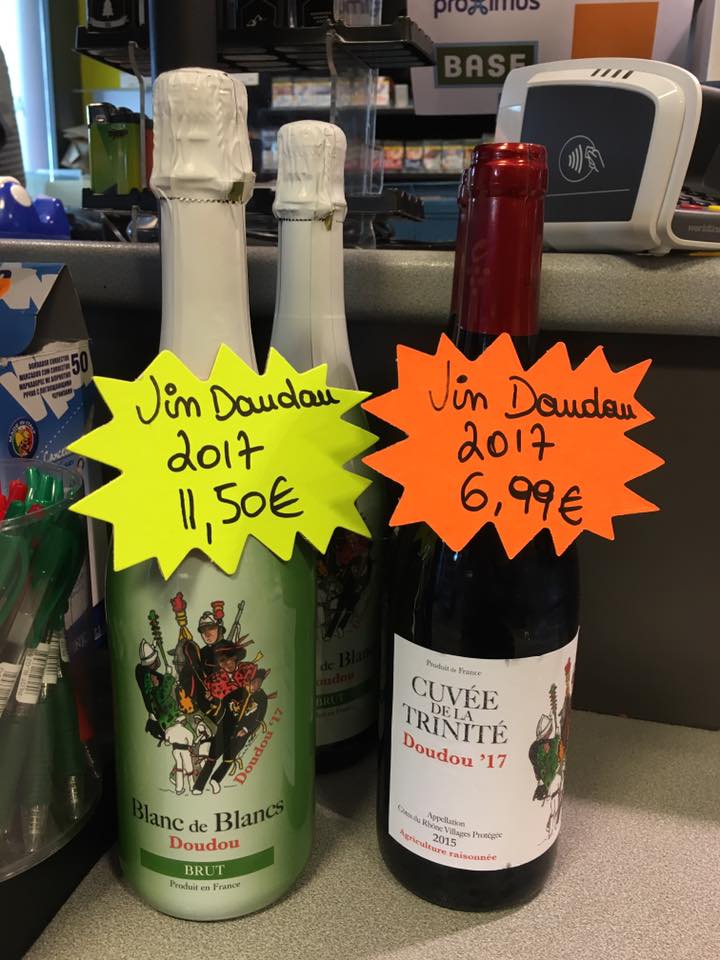 proximus
BASE
50
Vin Doudou
2017
11,50€
Vin Doudou
2017
6,99€
Doudou '17
Blanc de Blancs
Doudou
BRUT
Produit en France
Produit de France
CUVÉE
DE LA
TRINITÉ
Doudou '17
Appellation
Côtes du Rhône Villages Protégée
2015
Agriculture raisonnée